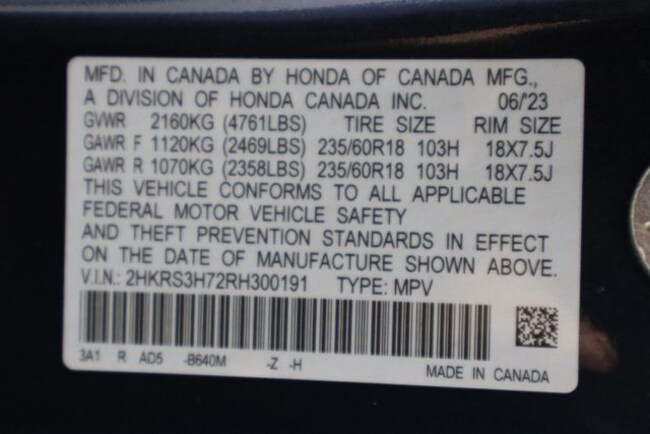 MFD. IN CANADA BY HONDA OF CANADA MFG.,
A DIVISION OF HONDA CANADA INC. 06/'23
GVWR 2160KG (4761LBS) TIRE SIZE RIM SIZE
GAWR F 1120KG (2469LBS) 235/60R18 103H 18X7.5J
GAWR R 1070KG (2358LBS) 235/60R18 103H 18X7.5J
THIS VEHICLE CONFORMS TO ALL APPLICABLE
FEDERAL MOTOR VEHICLE SAFETY
AND THEFT PREVENTION STANDARDS IN EFFECT
ON THE DATE OF MANUFACTURE SHOWN ABOVE.
V.I.N.: 2HKRS3H72RH300191 TYPE: MPV
3A1 R AD5 -B640M -Z -H
MADE IN CANADA